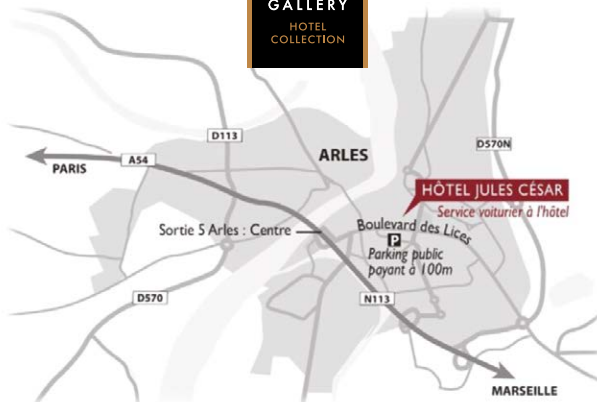 GALLERY
HOTEL
COLLECTION
D113
ARLES
D570N
A54
PARIS
HÔTEL JULES CÉSAR
Service voiturier à l'hôtel
Sortie 5 Arles : Centre
Boulevard des Lices
P
Parking public
payant à 100m
D570
N113
MARSEILLE